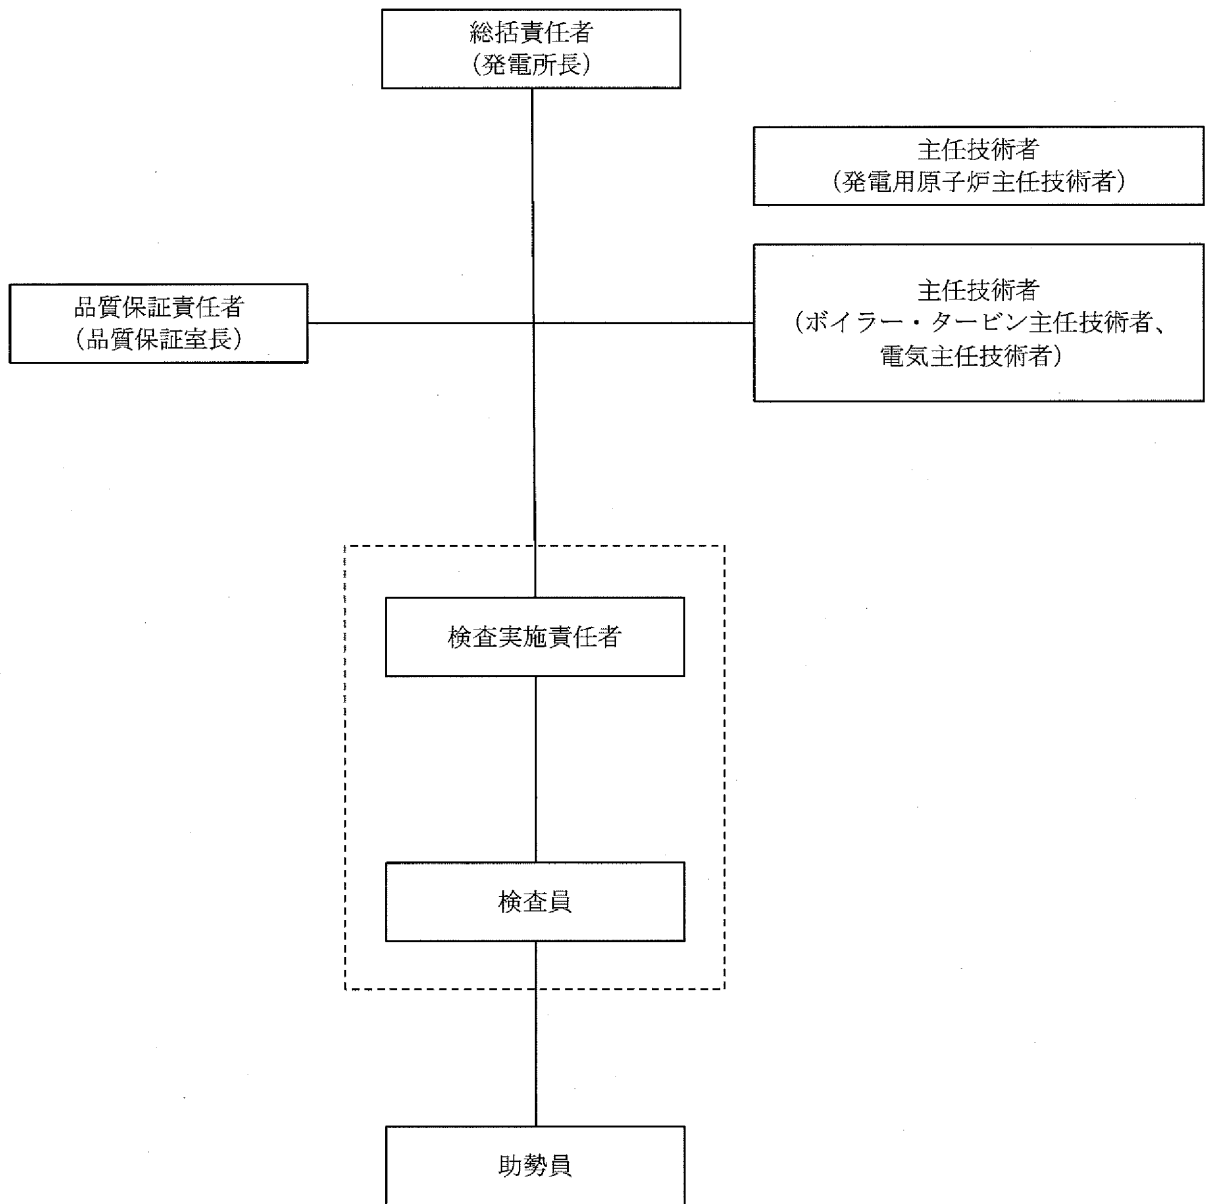 総括責任者
(発電所長)
主任技術者
(発電用原子炉主任技術者)
品質保証責任者
(品質保証室長)
主任技術者
(ボイラー・タービン主任技術者、
電気主任技術者)
検査実施責任者
検査員
助勢員